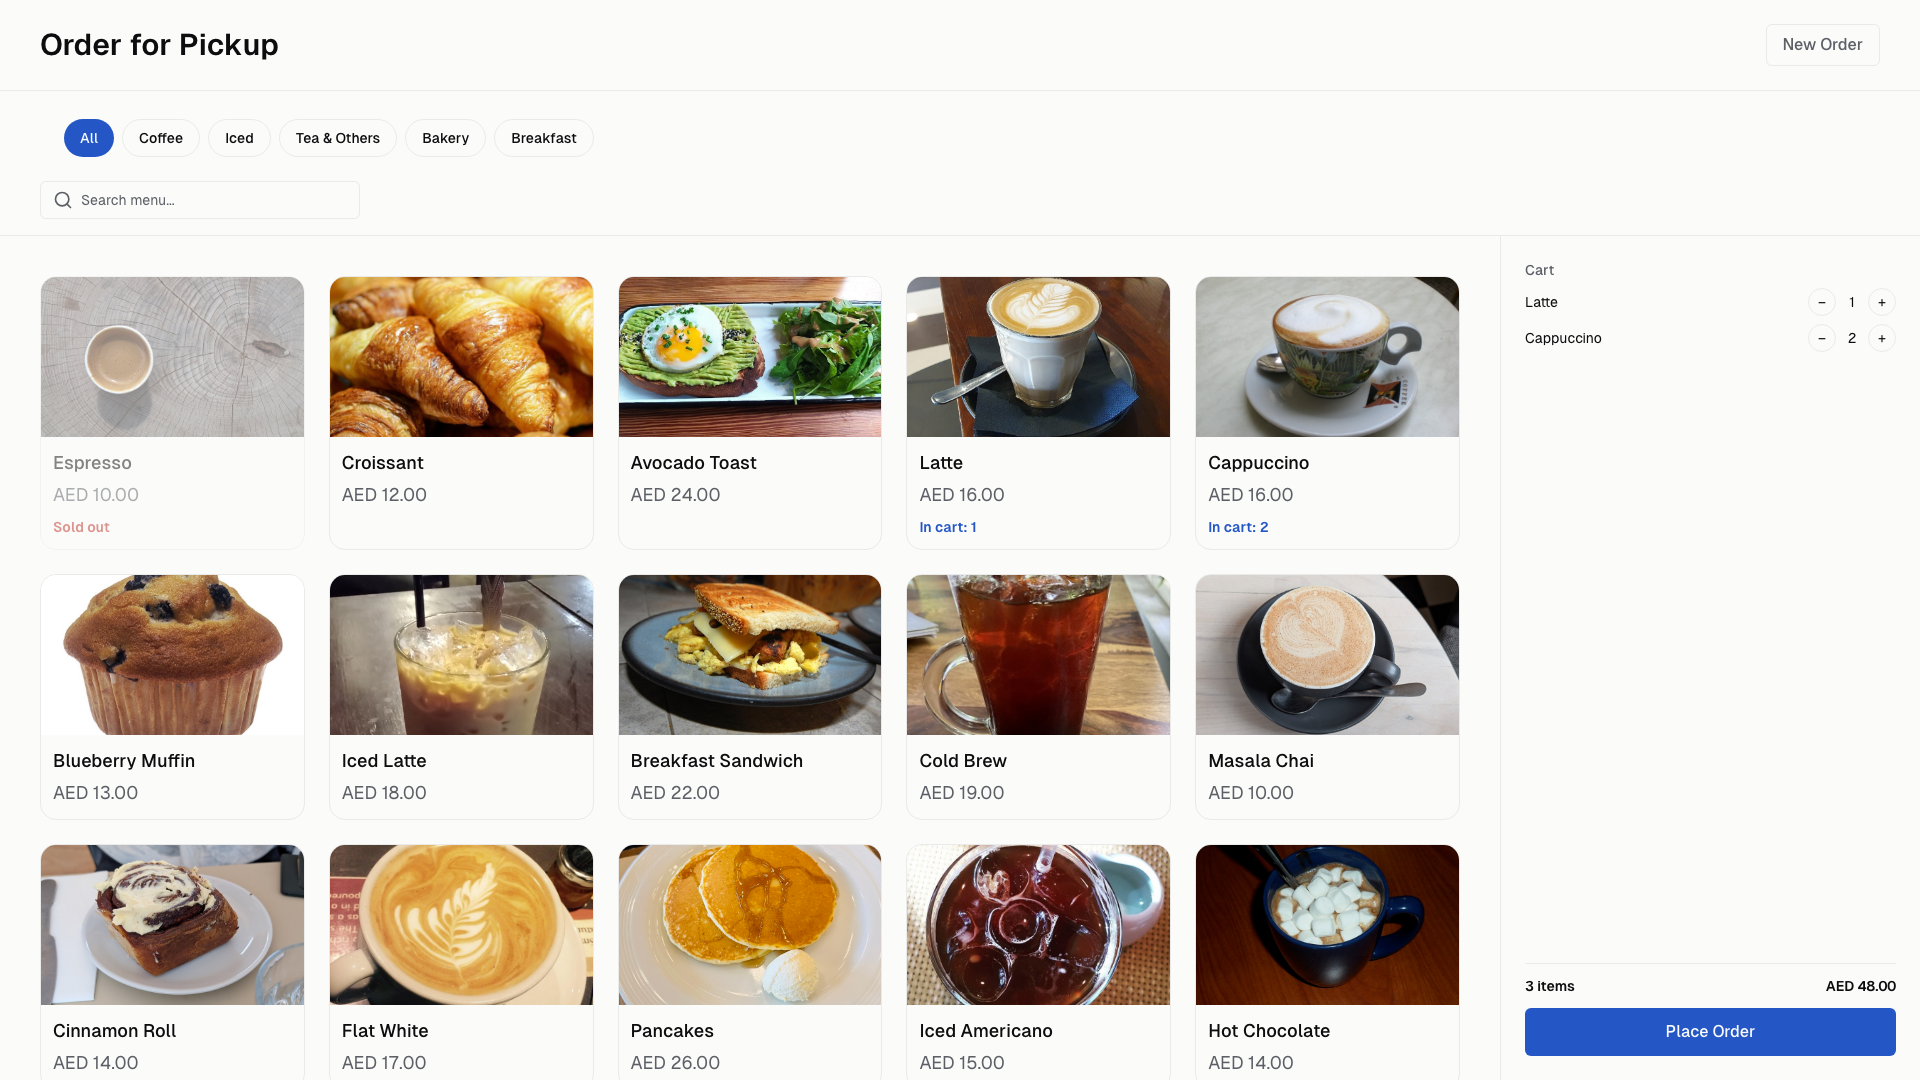 Order for Pickup
New Order
All
Coffee
Iced
Tea & Others
Bakery
Breakfast
Search menu...
Cart
Latte
− 1 +
Cappuccino
− 2 +
Espresso
AED 10.00
Sold out
Croissant
AED 12.00
Avocado Toast
AED 24.00
Latte
AED 16.00
In cart: 1
Cappuccino
AED 16.00
In cart: 2
Blueberry Muffin
AED 13.00
Iced Latte
AED 18.00
Breakfast Sandwich
AED 22.00
Cold Brew
AED 19.00
Masala Chai
AED 10.00
Cinnamon Roll
AED 14.00
Flat White
AED 17.00
Pancakes
AED 26.00
Iced Americano
AED 15.00
Hot Chocolate
AED 14.00
3 items
AED 48.00
Place Order